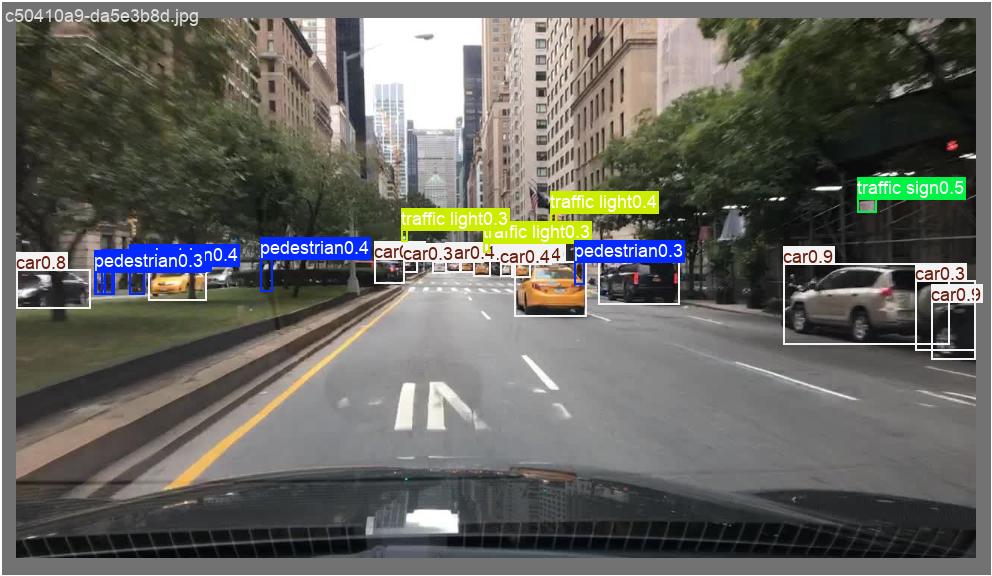 c50410a9-da5e3b8d.jpg
traffic sign0.5
traffic light0.4
traffic light0.3
traffic light0.3
pedestrian0.4
pedestrian0.3
car0.9
car0.8
pedestrian0.3
n0.4
car0.3
car0.44
car0.3
car0.9